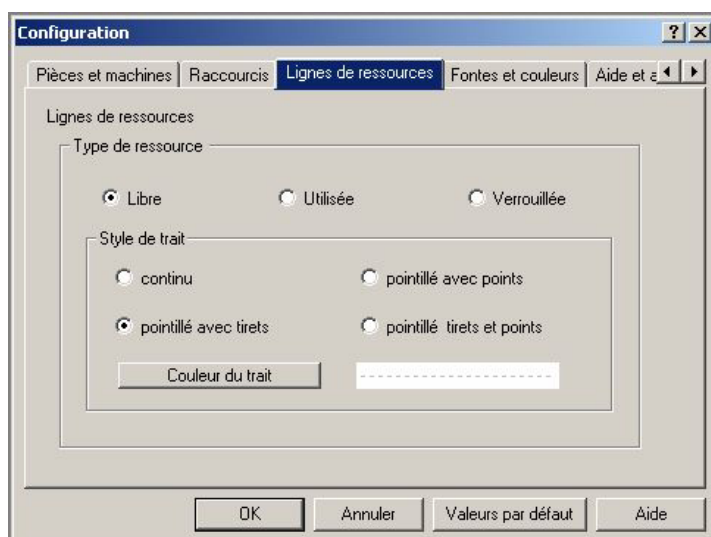 Configuration
Pièces et machines Raccourcis Lignes de ressources Fontes et couleurs Aide et
Lignes de ressources
Type de ressource
Libre Utilisée Verrouillée
Style de trait
continu pointillé avec points
pointillé avec tirets pointillé tirets et points
Couleur du trait
OK Annuler Valeurs par défaut Aide